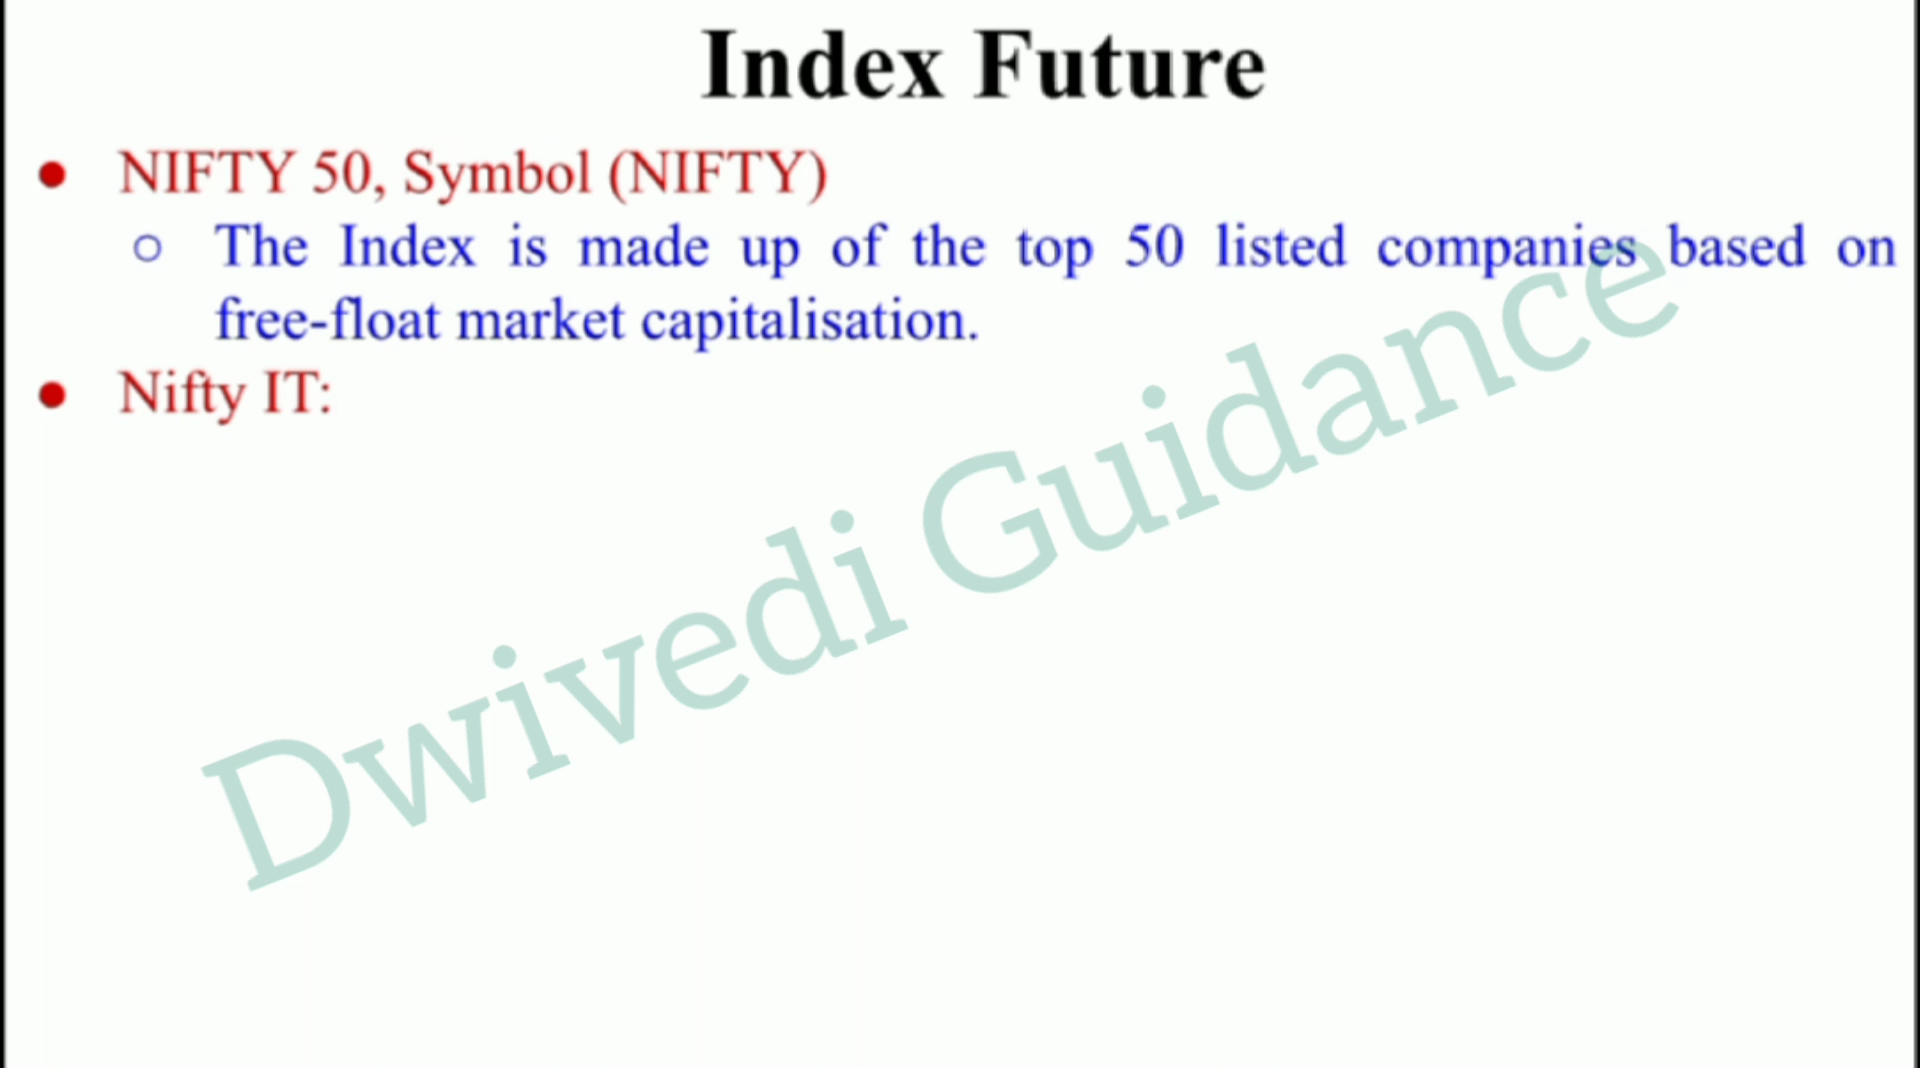 Index Future
● NIFTY 50, Symbol (NIFTY)
○ The Index is made up of the top 50 listed companies based on
free-float market capitalisation.
● Nifty IT:
Dwivedi Guidance